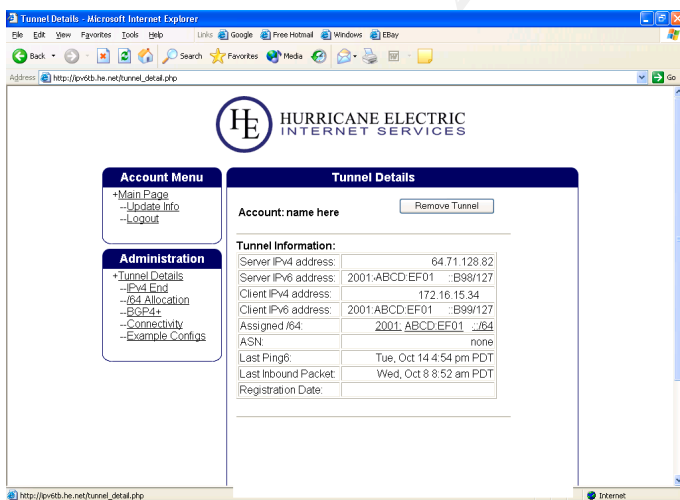 Tunnel Details - Microsoft Internet Explorer
File Edit View Favorites Tools Help Links Google Free Hotmail Windows EBay
Back Search Favorites Media
Address http://ipv6tb.he.net/tunnel_detail.php Go
HE HURRICANE ELECTRIC
INTERNET SERVICES
Account Menu
+Main Page
--Update Info
--Logout
Administration
+Tunnel Details
--IPv4 End
--/64 Allocation
--BGP4+
--Connectivity
--Example Configs
Tunnel Details
Account: name here Remove Tunnel
Tunnel Information:
Server IPv4 address: 64.71.128.82
Server IPv6 address: 2001:ABCD:EF01 ::B98/127
Client IPv4 address: 172.16.15.34
Client IPv6 address: 2001:ABCD:EF01 ::B99/127
Assigned /64: 2001: ABCD:EF01 .::/64
ASN: none
Last Ping6: Tue, Oct 14 4:54 pm PDT
Last Inbound Packet: Wed, Oct 8 8:52 am PDT
Registration Date:
http://ipv6tb.he.net/tunnel_detail.php Internet